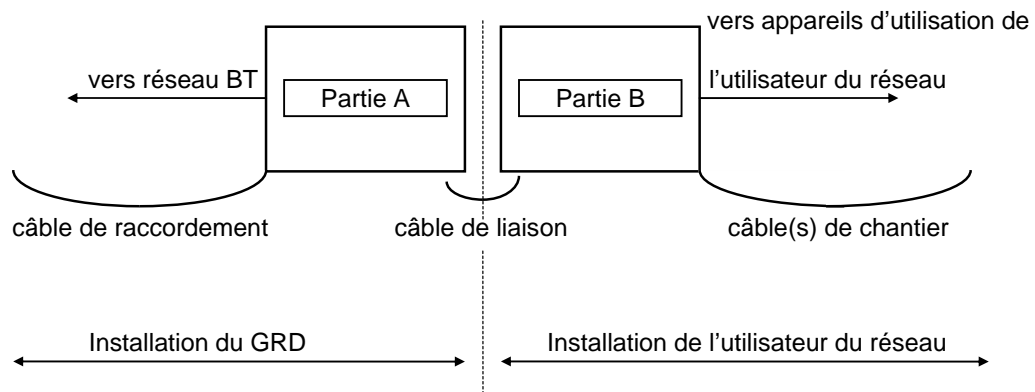 vers appareils d’utilisation de
l’utilisateur du réseau
vers réseau BT
Partie A
Partie B
câble de raccordement
câble de liaison
câble(s) de chantier
Installation du GRD
Installation de l’utilisateur du réseau